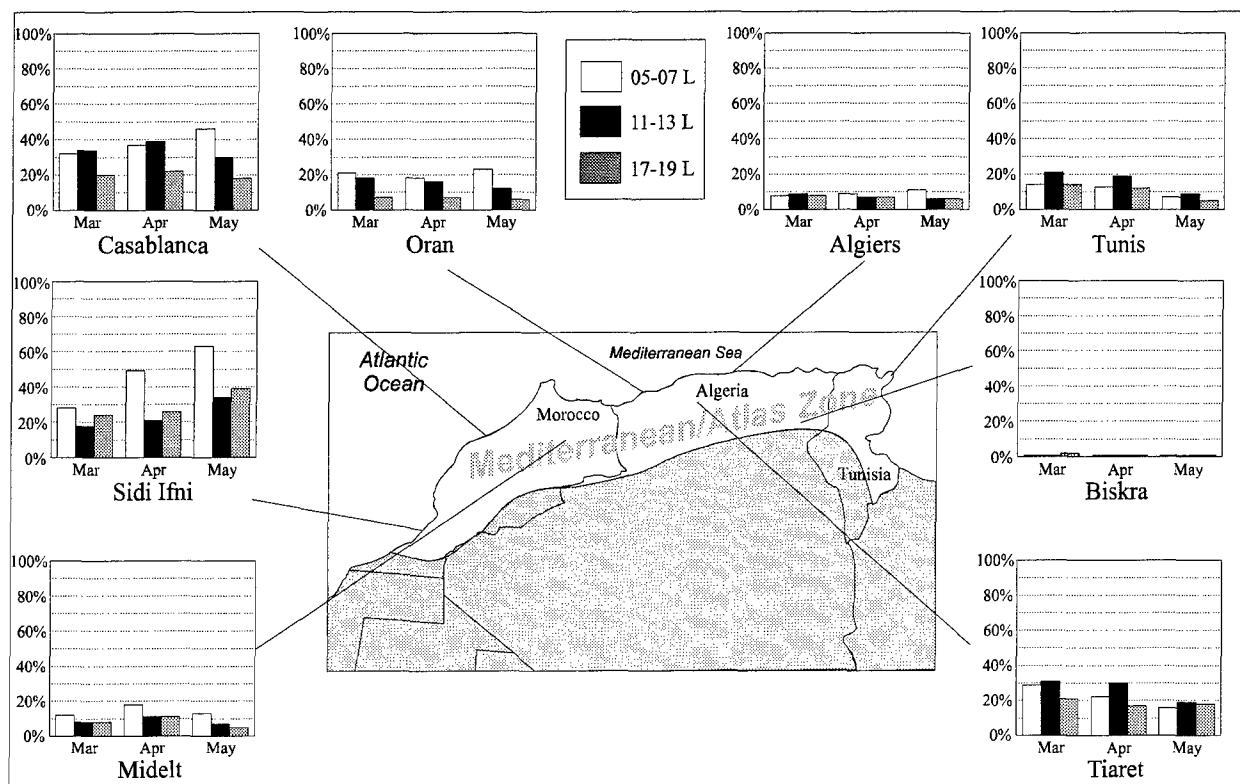 100%
80%
60%
40%
20%
0%
Mar Apr May
Casablanca
100%
80%
60%
40%
20%
0%
Mar Apr May
Oran
05-07 L
11-13 L
17-19 L
100%
80%
60%
40%
20%
0%
Mar Apr May
Algiers
100%
80%
60%
40%
20%
0%
Mar Apr May
Tunis
100%
80%
60%
40%
20%
0%
Mar Apr May
Sidi Ifni
Atlantic
Ocean
Mediterranean Sea
Morocco
Algeria
Mediterranean/Atlas Zone
Tunisia
100%
80%
60%
40%
20%
0%
Mar Apr May
Biskra
100%
80%
60%
40%
20%
0%
Mar Apr May
Midelt
100%
80%
60%
40%
20%
0%
Mar Apr May
Tiaret